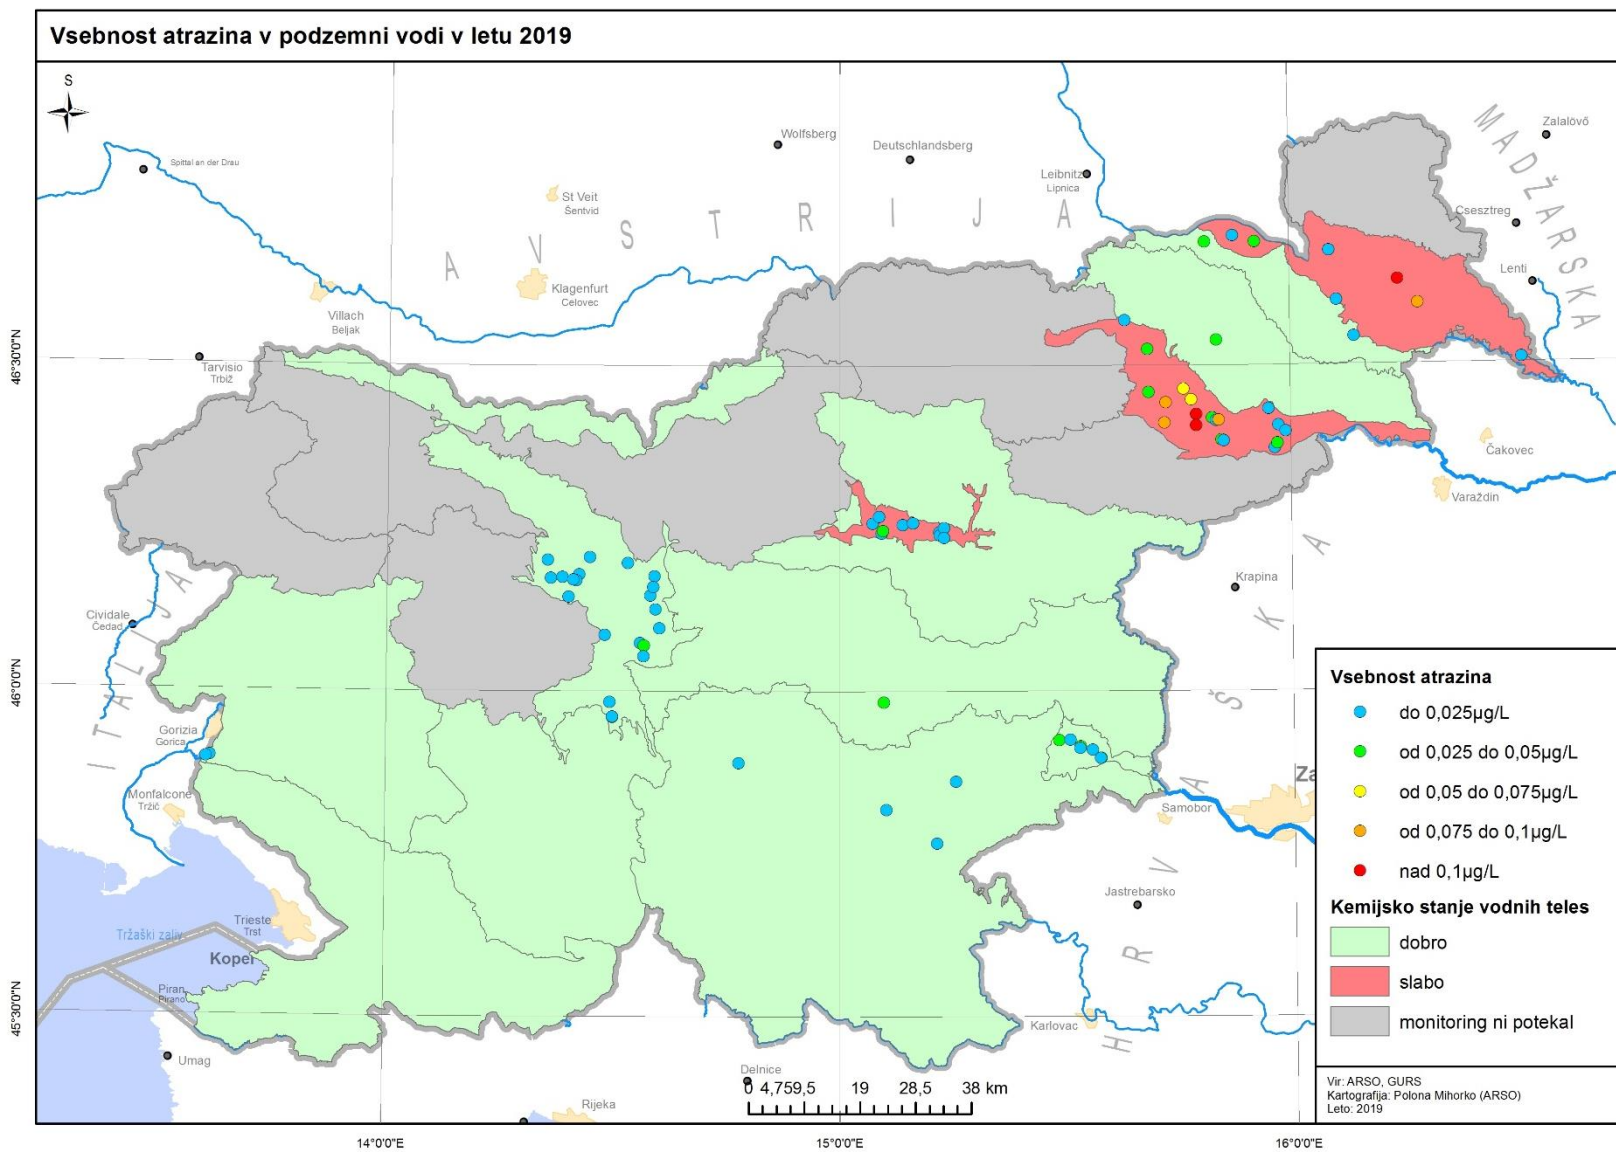 Vsebnost atrazina v podzemni vodi v letu 2019
S
Wolfsberg
Deutschlandsberg
Zalalövő
Spittal an der Drau
Leibnitz
Lipnica
St Veit
Šentvid
Csesztreg
MADŽARSKA
AVSTRIJA
Klagenfurt
Celovec
Lenti
Villach
Beljak
Tarvisio
Trbiž
46°30'0"N
Čakovec
Varaždin
Krapina
Cividale
Čedad
ITALIJA
HRVAŠKA
46°0'0"N
Gorizia
Gorica
Monfalcone
Tržič
Za
Samobor
Jastrebarsko
Trieste
Trst
Tržaški zaliv
Koper
Piran
Pirano
45°30'0"N
Karlovac
Umag
Delnice
Rijeka
0 4,759,5 19 28,5 38 km
Vsebnost atrazina
do 0,025µg/L
od 0,025 do 0,05µg/L
od 0,05 do 0,075µg/L
od 0,075 do 0,1µg/L
nad 0,1µg/L
Kemijsko stanje vodnih teles
dobro
slabo
monitoring ni potekal
Vir: ARSO, GURS
Kartografija: Polona Mihorko (ARSO)
Leto: 2019
14°0'0"E
15°0'0"E
16°0'0"E